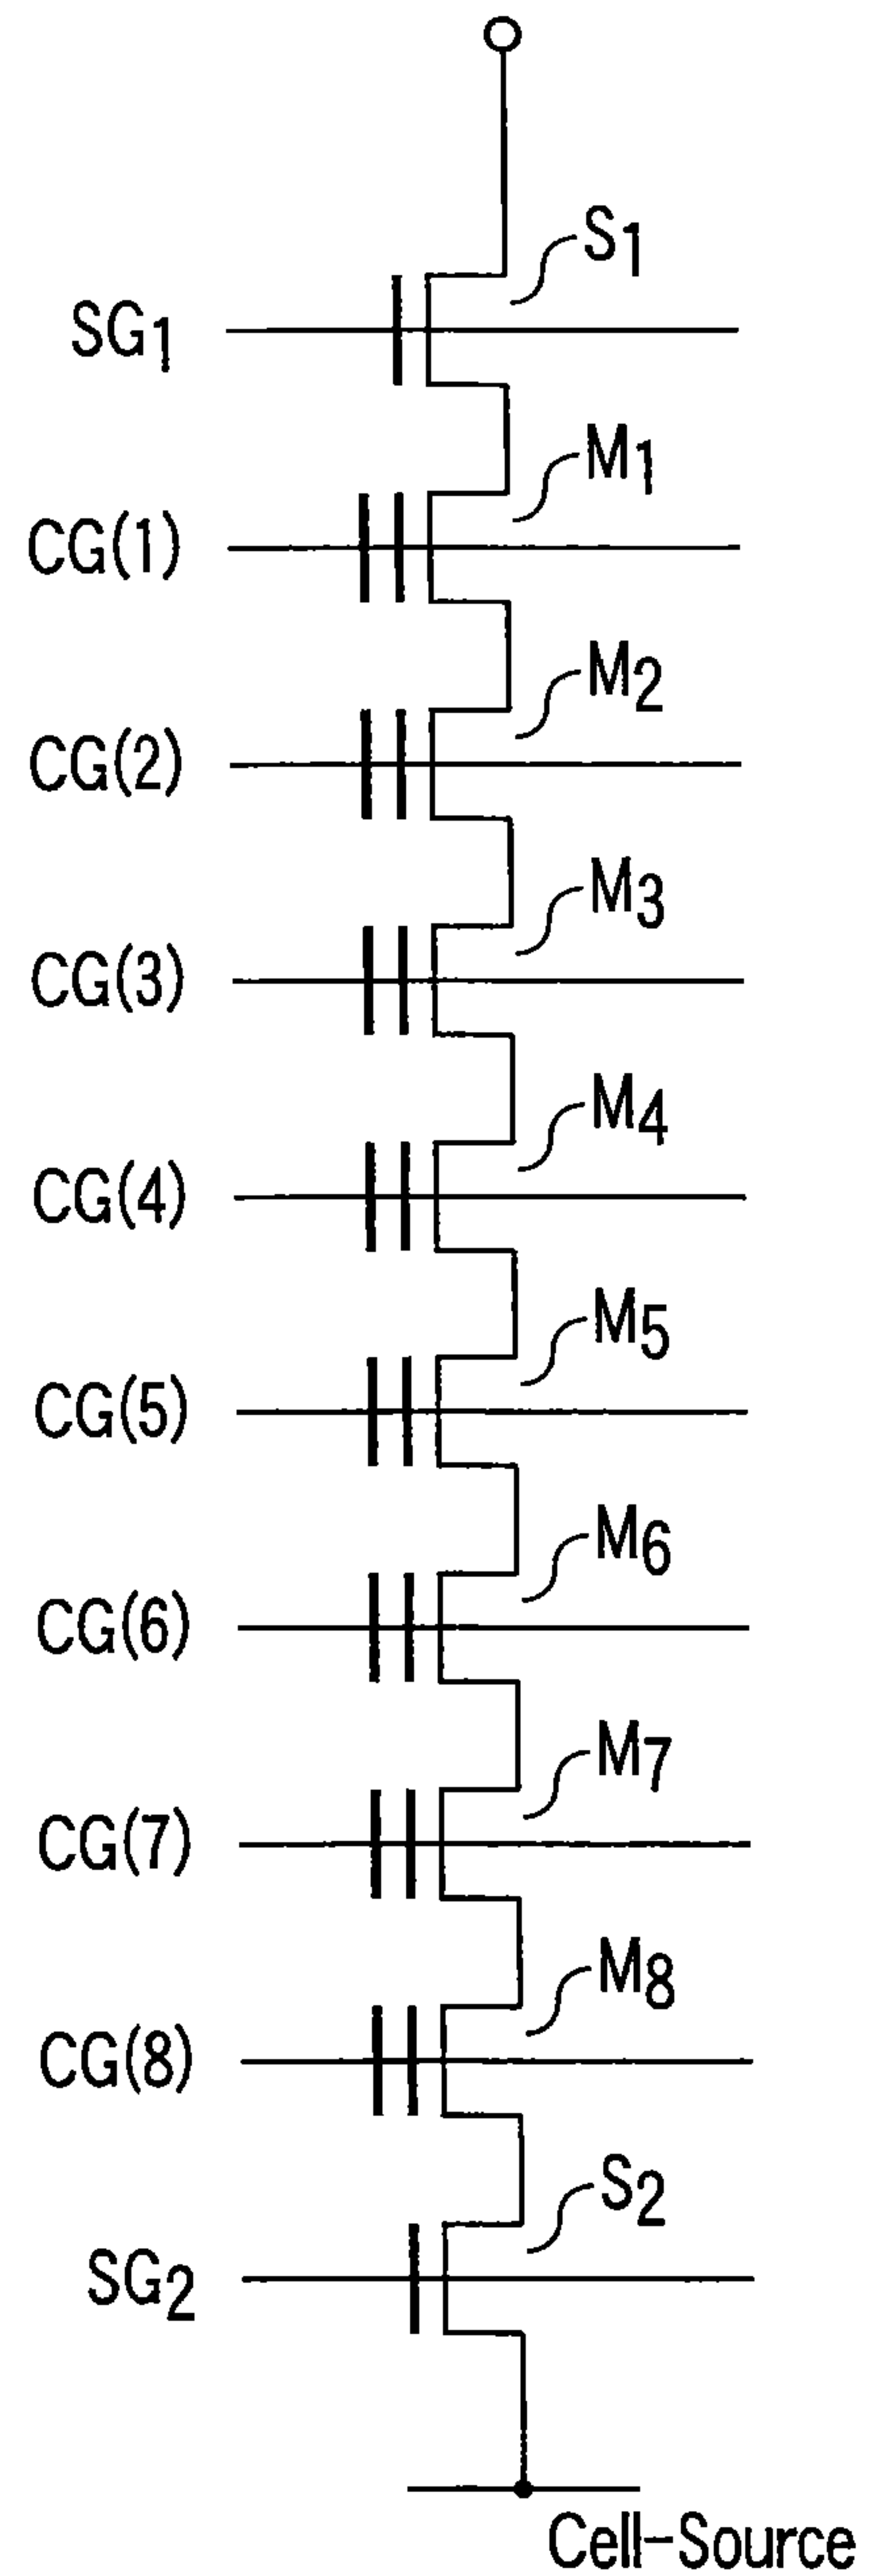 S1
SG1
M1
CG(1)
M2
CG(2)
M3
CG(3)
M4
CG(4)
M5
CG(5)
M6
CG(6)
M7
CG(7)
M8
CG(8)
S2
SG2
Cell-Source